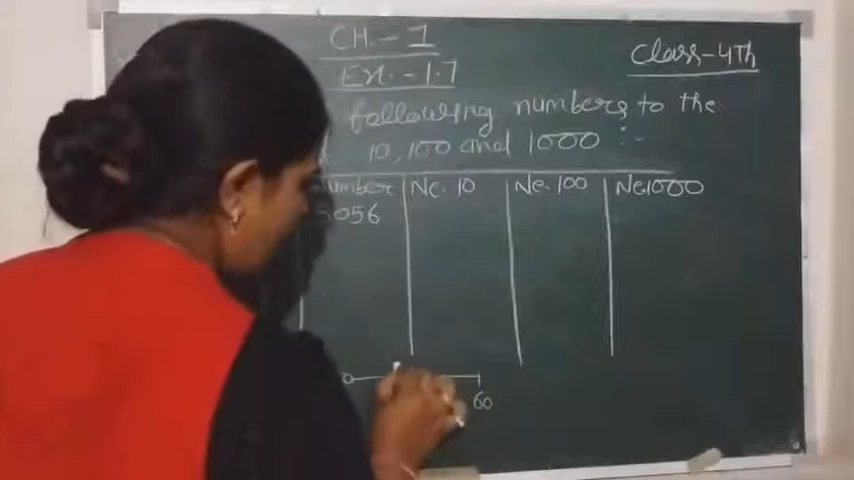 CH - 1
Class-4Th
Ex. - 1.7
following numbers to the
10, 100 and 1000 :-
Number Ne. 10 Ne. 100 Ne.1000
5056
60